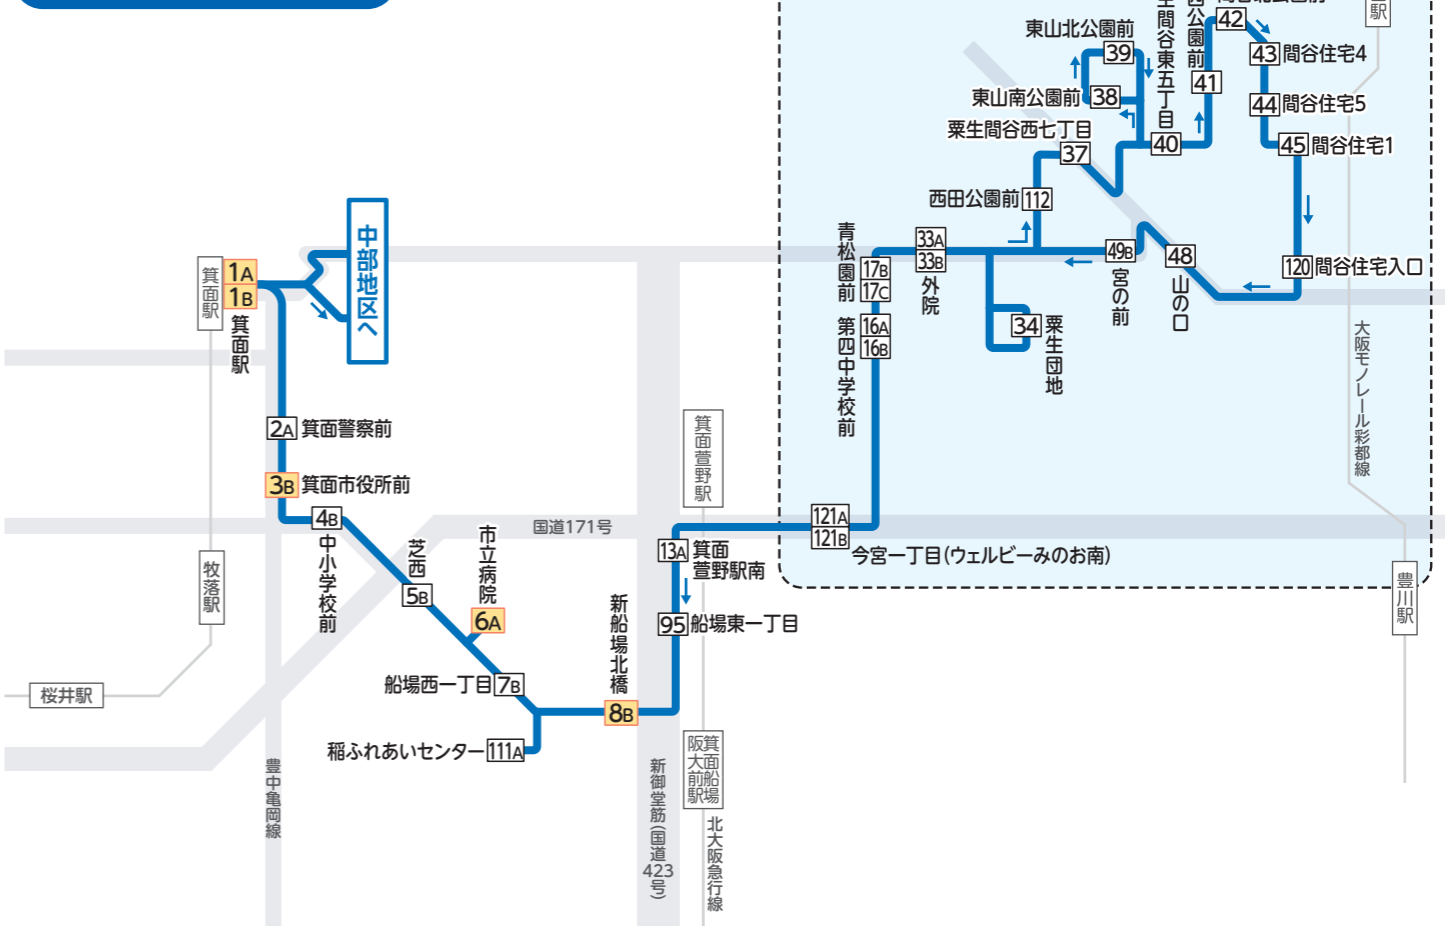 東山北公園前
39
42
43 間谷住宅4
41
東山南公園前 38
44 間谷住宅5
粟生間谷西七丁目
37
40
間谷東五丁目
公園前
45 間谷住宅1
西田公園前 112
中部地区へ
青松園前
17B
17C
33A
33B
外院
49B
宮の前
48
山の口
120 間谷住宅入口
箕面駅
1A
1B
箕面駅
第四中学校前
16A
16B
34
粟生団地
大阪モノレール彩都線
2A 箕面警察前
3B 箕面市役所前
箕面萱野駅
4B
中小学校前
国道171号
121A
121B
今宮一丁目(ウェルビーみのお南)
13A 箕面
萱野駅南
芝西
5B
市立病院
6A
牧落駅
豊川駅
95 船場東一丁目
新船場北橋
8B
船場西一丁目 7B
桜井駅
稲ふれあいセンター 111A
豊中亀岡線
新御堂筋(国道
423
号)
箕面船場
阪大前駅
北大阪急行線
駅